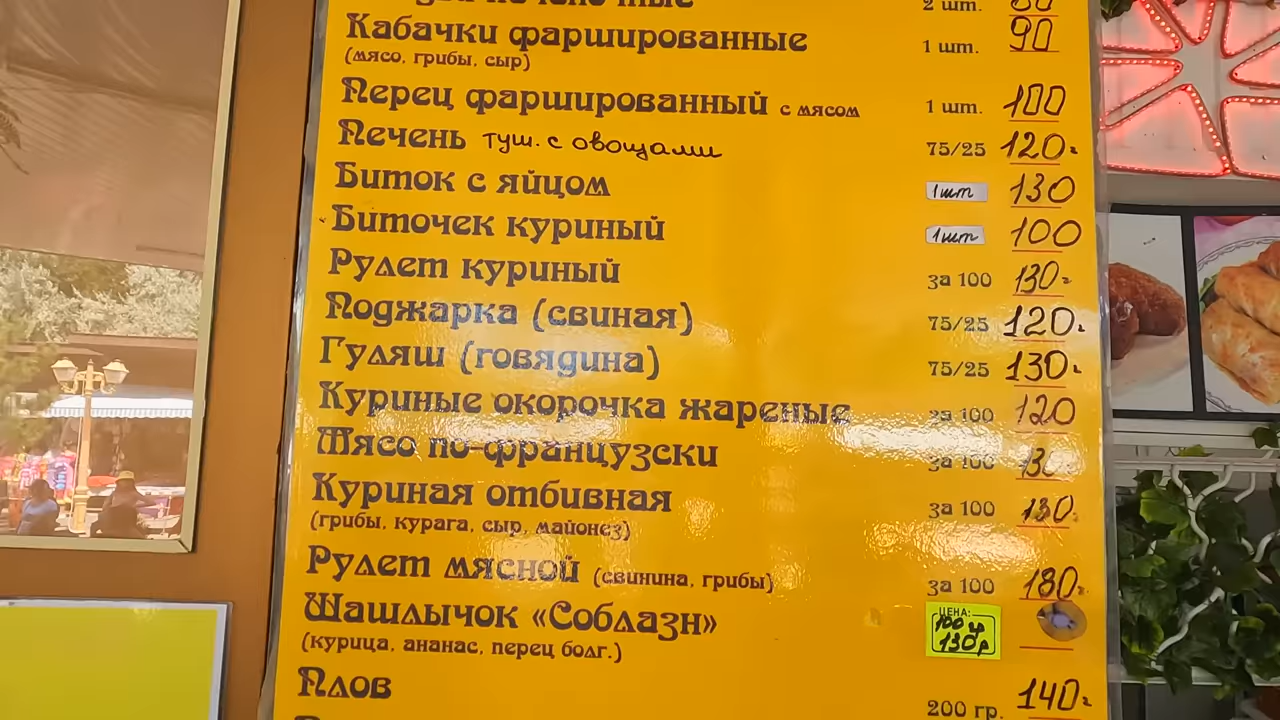 2 шт. 80
Кабачки фаршированные 1 шт. 90
(мясо, грибы, сыр)
Перец фаршированный с мясом 1 шт. 100
Печень туш. с овощами 75/25 120
Биток с яйцом 1шт 130
Биточек куриный 1шт 100
Рулет куриный за 100 130
Поджарка (свиная) 75/25 120
Гуляш (говядина) 75/25 130
Куриные окорочка жареные за 100 120
Мясо по-французски за 100 130
Куриная отбивная за 100 130
(грибы, курага, сыр, майонез)
Рулет мясной (свинина, грибы) за 100 180
Шашлычок «Соблазн» ЦЕНА:
100 гр
130р
(курица, ананас, перец болг.)
Плов 200 гр. 140